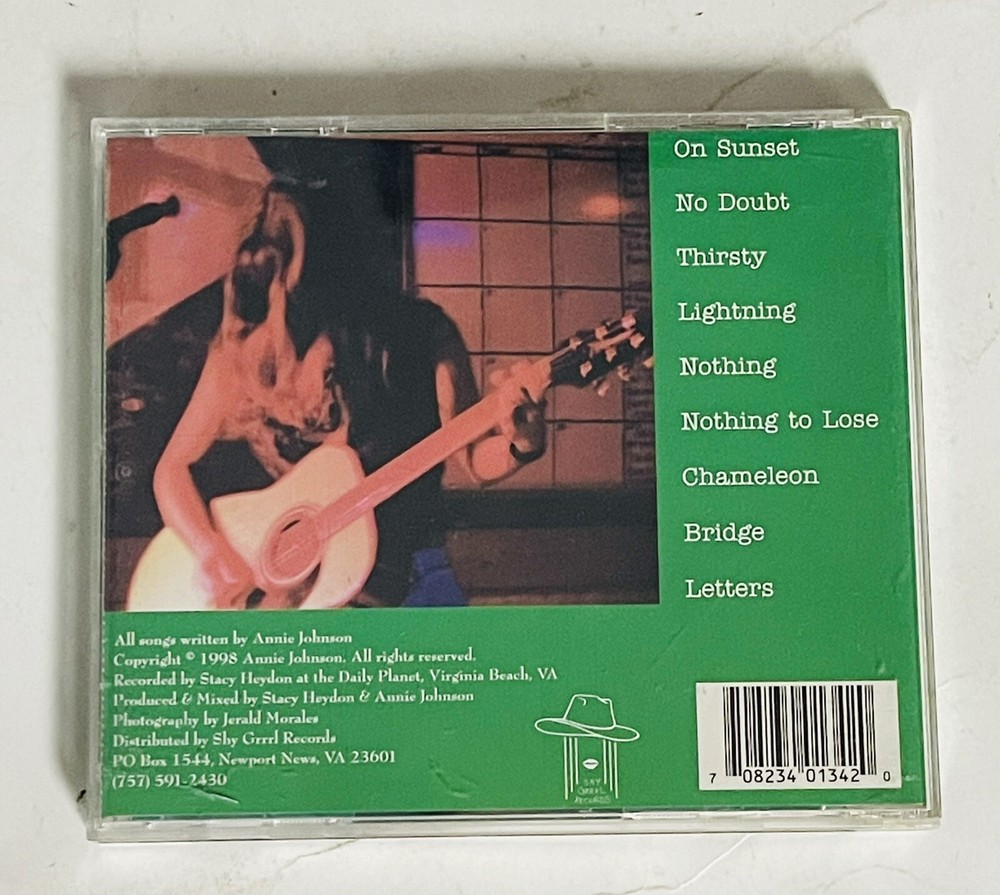 On Sunset
No Doubt
Thirsty
Lightning
Nothing
Nothing to Lose
Chameleon
Bridge
Letters
All songs written by Annie Johnson
Copyright © 1998 Annie Johnson. All rights reserved.
Recorded by Stacy Heydon at the Daily Planet, Virginia Beach, VA
Produced & Mixed by Stacy Heydon & Annie Johnson
Photography by Jerald Morales
Distributed by Shy Grrrl Records
PO Box 1544, Newport News, VA 23601
(757) 591-2430
SHY
GRRRL
RECORDS
7 08234 01342 0